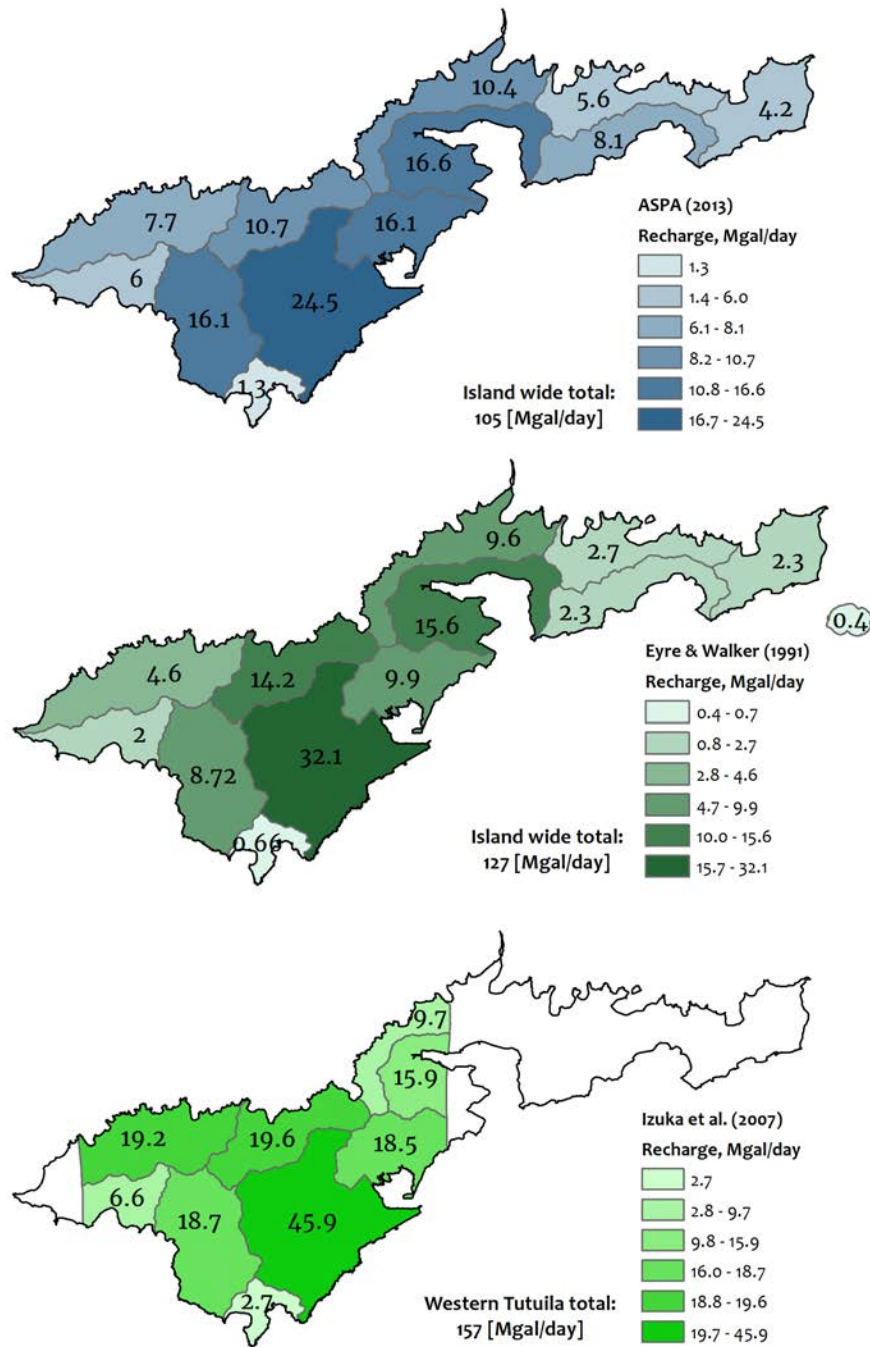 10.4
5.6
4.2
8.1
16.6
7.7
10.7
16.1
6
24.5
16.1
1.3
ASPA (2013)
Recharge, Mgal/day
1.3
1.4 - 6.0
6.1 - 8.1
8.2 - 10.7
10.8 - 16.6
16.7 - 24.5
Island wide total:
105 [Mgal/day]
9.6
2.7
2.3
2.3
0.4
15.6
4.6
14.2
9.9
2
32.1
8.72
0.66
Eyre & Walker (1991)
Recharge, Mgal/day
0.4 - 0.7
0.8 - 2.7
2.8 - 4.6
4.7 - 9.9
10.0 - 15.6
15.7 - 32.1
Island wide total:
127 [Mgal/day]
9.7
15.9
19.2
19.6
18.5
6.6
18.7
45.9
2.7
Izuka et al. (2007)
Recharge, Mgal/day
2.7
2.8 - 9.7
9.8 - 15.9
16.0 - 18.7
18.8 - 19.6
19.7 - 45.9
Western Tutuila total:
157 [Mgal/day]